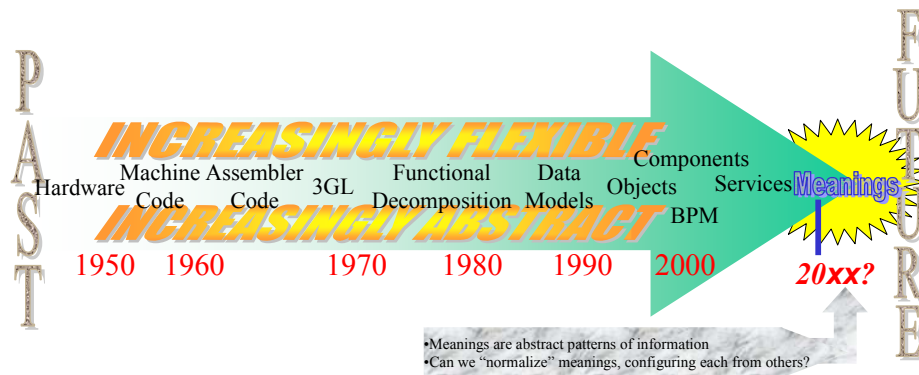 PAST
FUTURE
INCREASINGLY FLEXIBLE
Hardware
Machine
Code
Assembler
Code
3GL
Functional
Decomposition
Data
Models
Objects
Components
BPM
Services
Meanings
INCREASINGLY ABSTRACT
1950
1960
1970
1980
1990
2000
20xx?
•Meanings are abstract patterns of information
•Can we “normalize” meanings, configuring each from others?